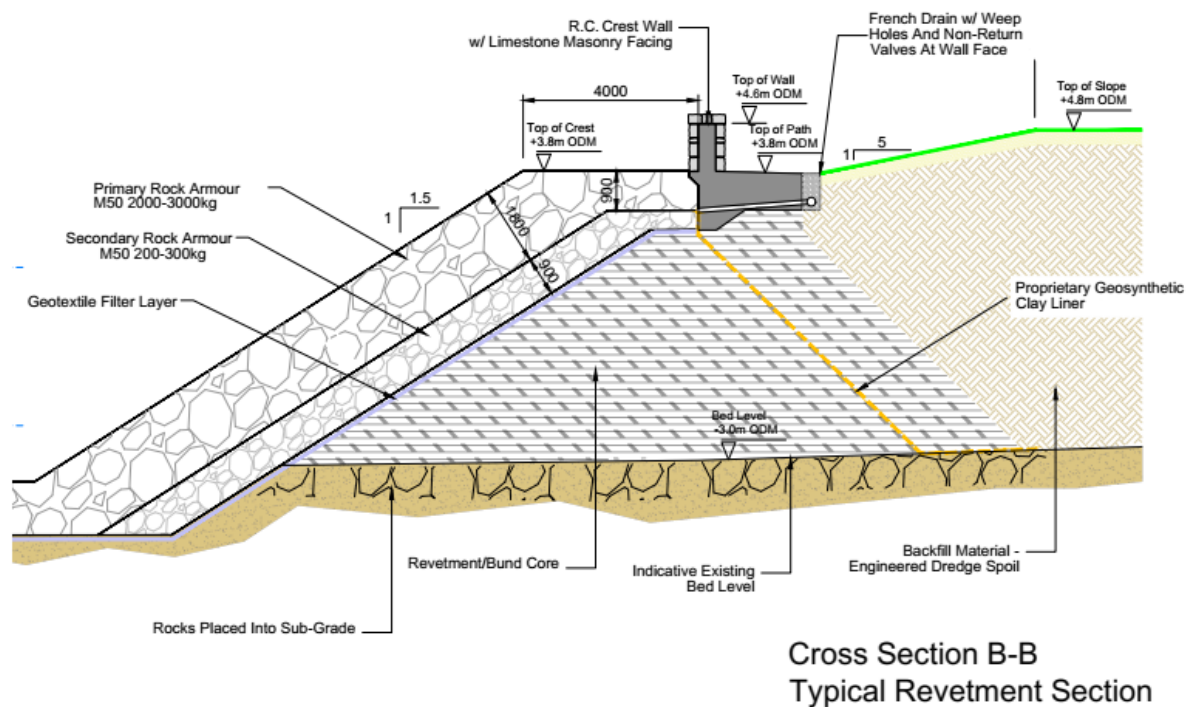 R.C. Crest Wall
w/ Limestone Masonry Facing
French Drain w/ Weep
Holes And Non-Return
Valves At Wall Face
4000
Top of Wall
+4.6m ODM
Top of Slope
+4.8m ODM
Top of Crest
+3.8m ODM
Top of Path
+3.8m ODM
1
5
900
Primary Rock Armour
M50 2000-3000kg
1
1.5
1800
Secondary Rock Armour
M50 200-300kg
900
Geotextile Filter Layer
Proprietary Geosynthetic
Clay Liner
Bed Level
-3.0m ODM
Revetment/Bund Core
Indicative Existing
Bed Level
Backfill Material -
Engineered Dredge Spoil
Rocks Placed Into Sub-Grade
Cross Section B-B
Typical Revetment Section